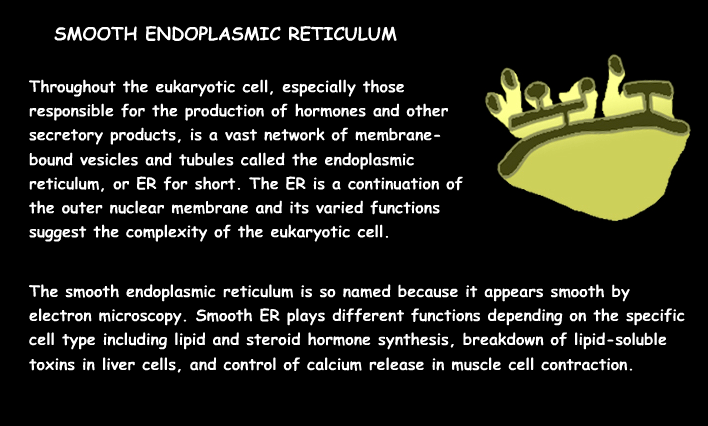 SMOOTH ENDOPLASMIC RETICULUM
Throughout the eukaryotic cell, especially those
responsible for the production of hormones and other
secretory products, is a vast network of membrane-
bound vesicles and tubules called the endoplasmic
reticulum, or ER for short. The ER is a continuation of
the outer nuclear membrane and its varied functions
suggest the complexity of the eukaryotic cell.
The smooth endoplasmic reticulum is so named because it appears smooth by
electron microscopy. Smooth ER plays different functions depending on the specific
cell type including lipid and steroid hormone synthesis, breakdown of lipid-soluble
toxins in liver cells, and control of calcium release in muscle cell contraction.